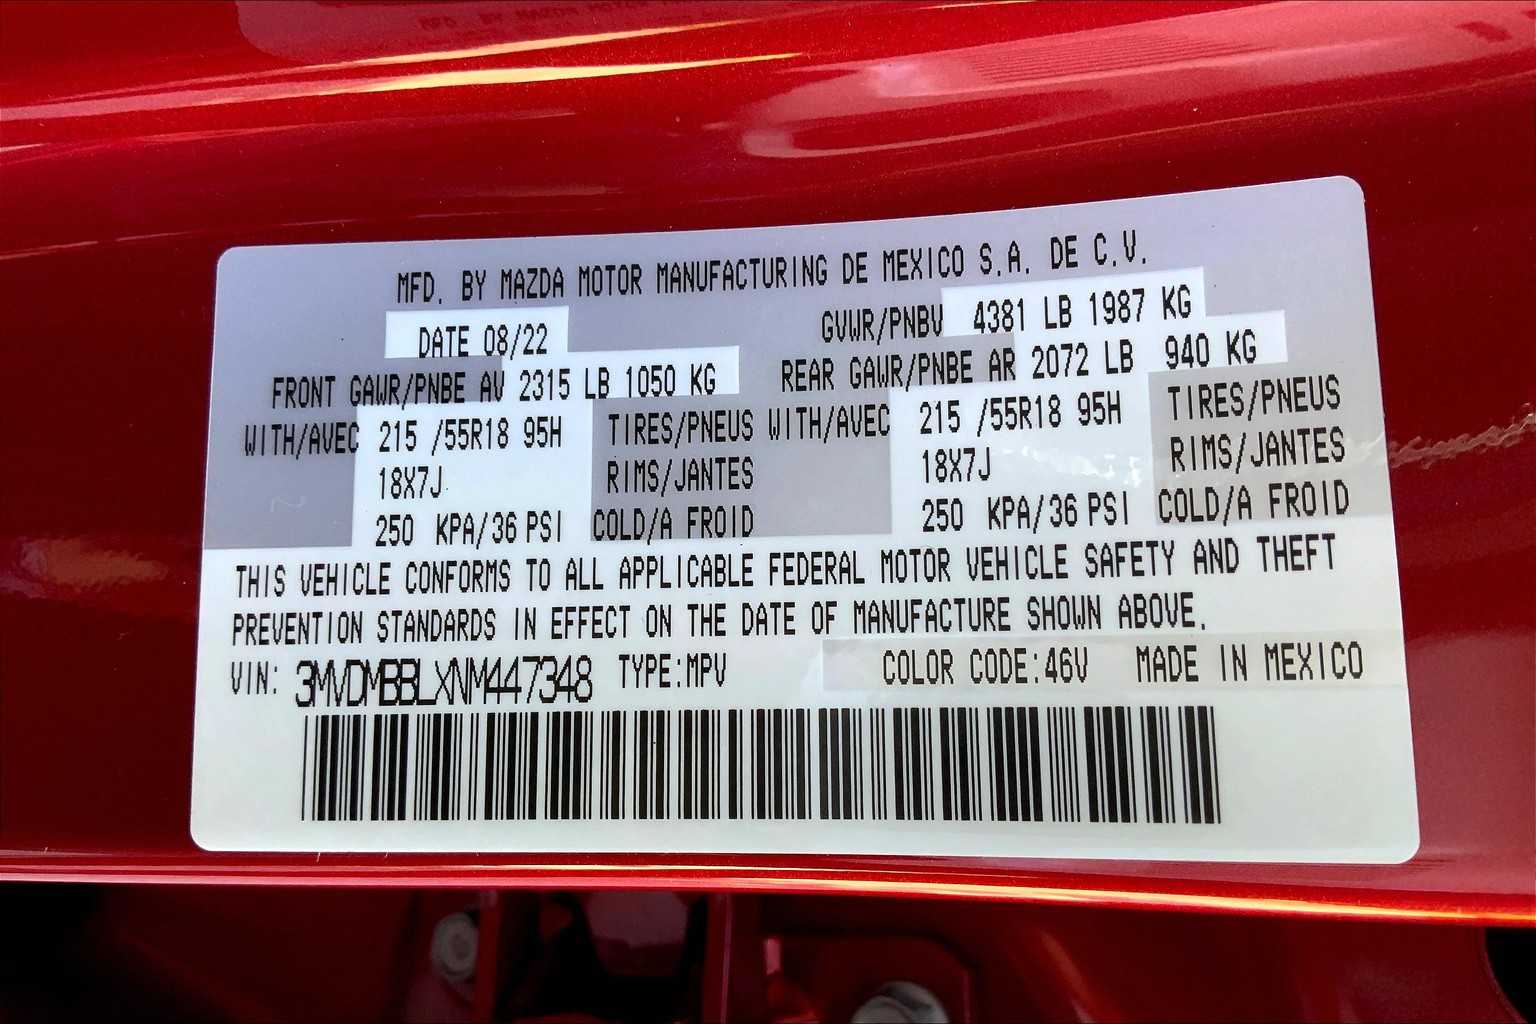 MFD. BY MAZDA MOTOR MANUFACTURING DE MEXICO S.A. DE C.V.
DATE 08/22 GVWR/PNBV 4381 LB 1987 KG
FRONT GAWR/PNBE AV 2315 LB 1050 KG REAR GAWR/PNBE AR 2072 LB 940 KG
WITH/AVEC 215 /55R18 95H TIRES/PNEUS WITH/AVEC 215 /55R18 95H TIRES/PNEUS
18X7J RIMS/JANTES 18X7J RIMS/JANTES
250 KPA/36 PSI COLD/A FROID 250 KPA/36 PSI COLD/A FROID
THIS VEHICLE CONFORMS TO ALL APPLICABLE FEDERAL MOTOR VEHICLE SAFETY AND THEFT
PREVENTION STANDARDS IN EFFECT ON THE DATE OF MANUFACTURE SHOWN ABOVE.
VIN: 3MVDMBBLXNM447348 TYPE:MPV COLOR CODE:46V MADE IN MEXICO